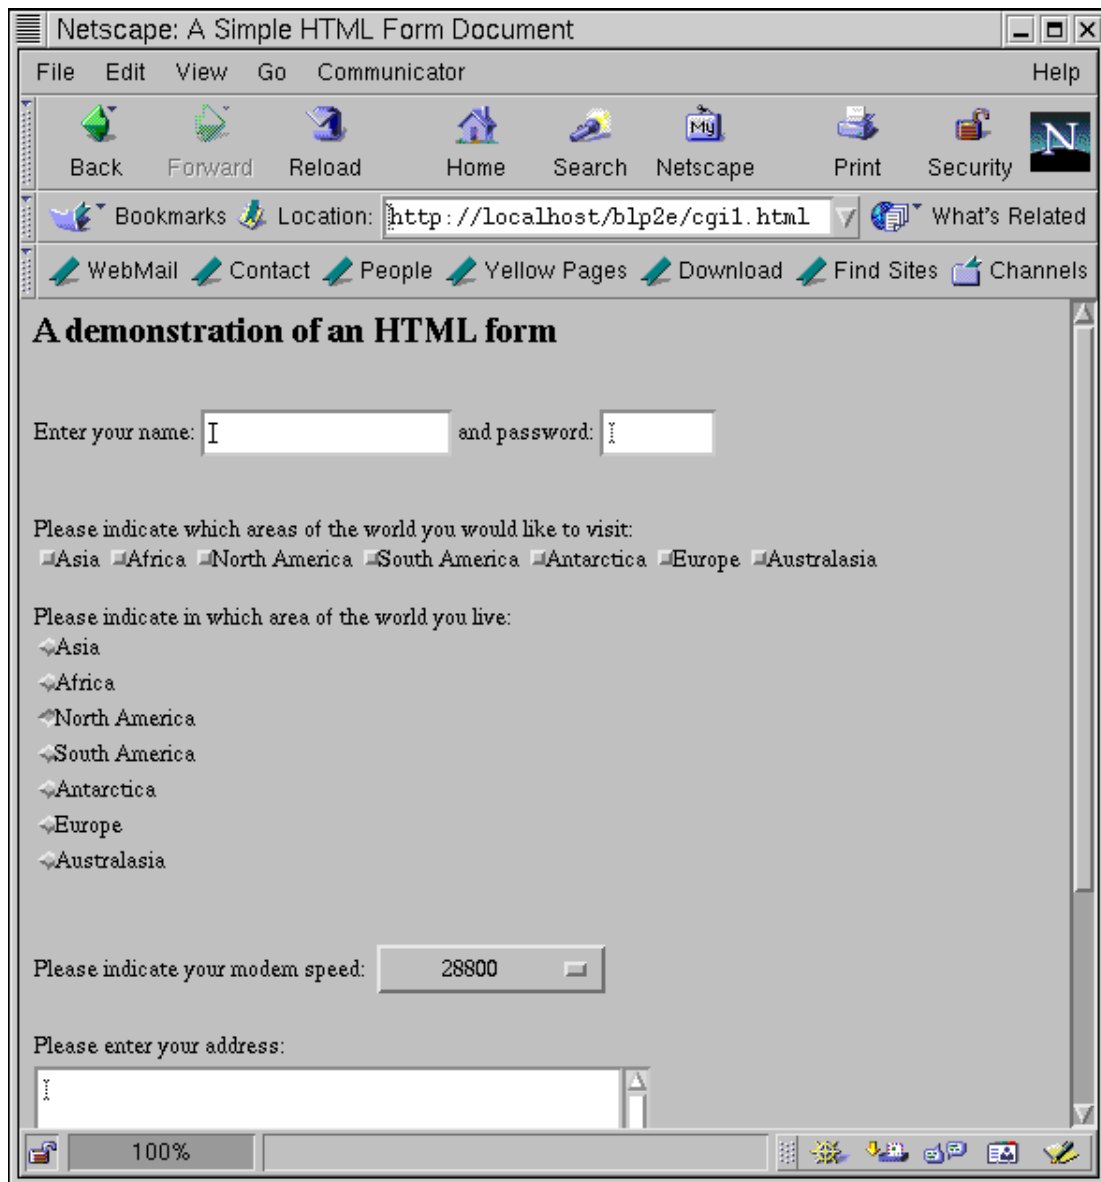 Netscape: A Simple HTML Form Document
File Edit View Go Communicator Help
My N
Back Forward Reload Home Search Netscape Print Security
Bookmarks Location: http://localhost/blp2e/cgi1.html What's Related
WebMail Contact People Yellow Pages Download Find Sites Channels
A demonstration of an HTML form
Enter your name: and password:
Please indicate which areas of the world you would like to visit:
Asia Africa North America South America Antarctica Europe Australasia
Please indicate in which area of the world you live:
Asia
Africa
North America
South America
Antarctica
Europe
Australasia
Please indicate your modem speed: 28800
Please enter your address:
100%